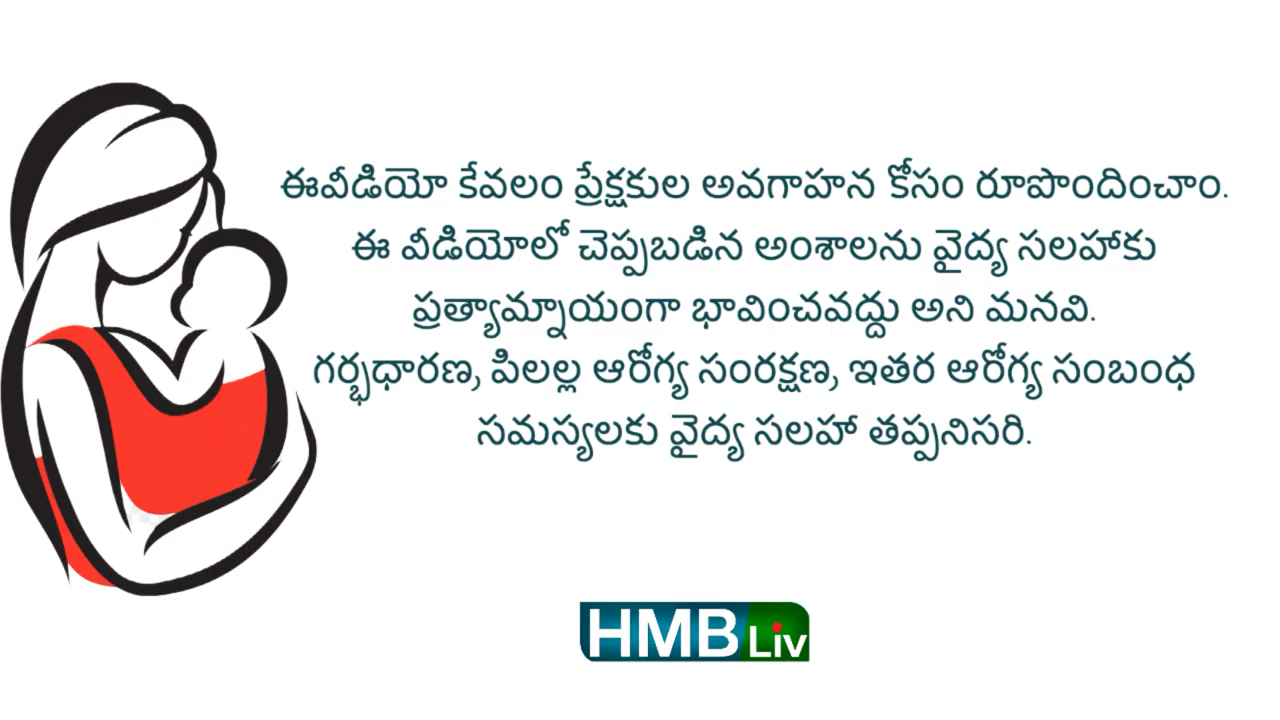 ఈవీడియో కేవలం ప్రేక్షకుల అవగాహన కోసం రూపొందించాం.
ఈ వీడియోలో చెప్పబడిన అంశాలను వైద్య సలహాకు
ప్రత్యామ్నాయంగా భావించవద్దు అని మనవి.
గర్భధారణ, పిలల్ల ఆరోగ్య సంరక్షణ, ఇతర ఆరోగ్య సంబంధ
సమస్యలకు వైద్య సలహా తప్పనిసరి.
HMB Liv